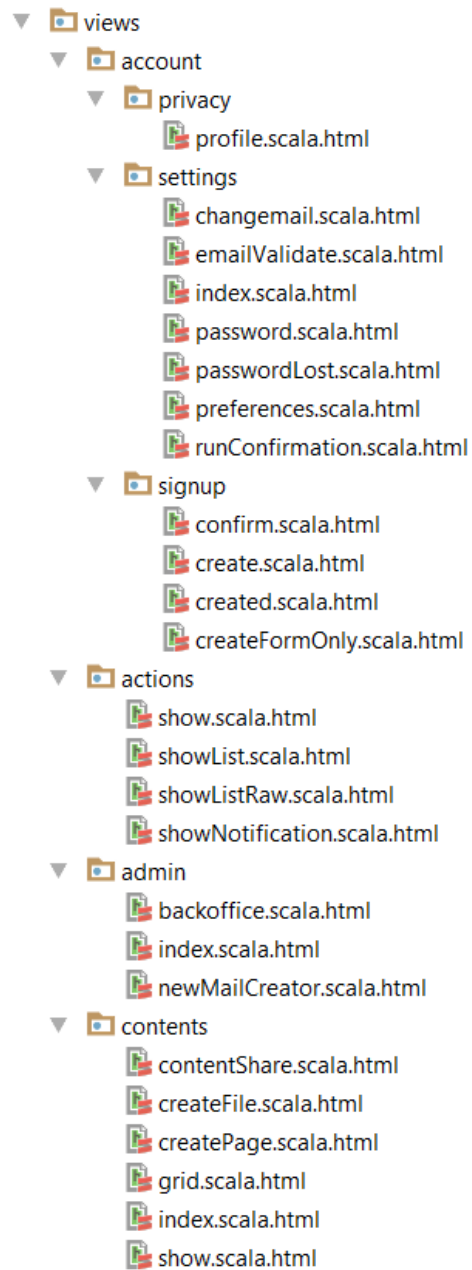 views
account
privacy
profile.scala.html
settings
changemail.scala.html
emailValidate.scala.html
index.scala.html
password.scala.html
passwordLost.scala.html
preferences.scala.html
runConfirmation.scala.html
signup
confirm.scala.html
create.scala.html
created.scala.html
createFormOnly.scala.html
actions
show.scala.html
showList.scala.html
showListRaw.scala.html
showNotification.scala.html
admin
backoffice.scala.html
index.scala.html
newMailCreator.scala.html
contents
contentShare.scala.html
createFile.scala.html
createPage.scala.html
grid.scala.html
index.scala.html
show.scala.html